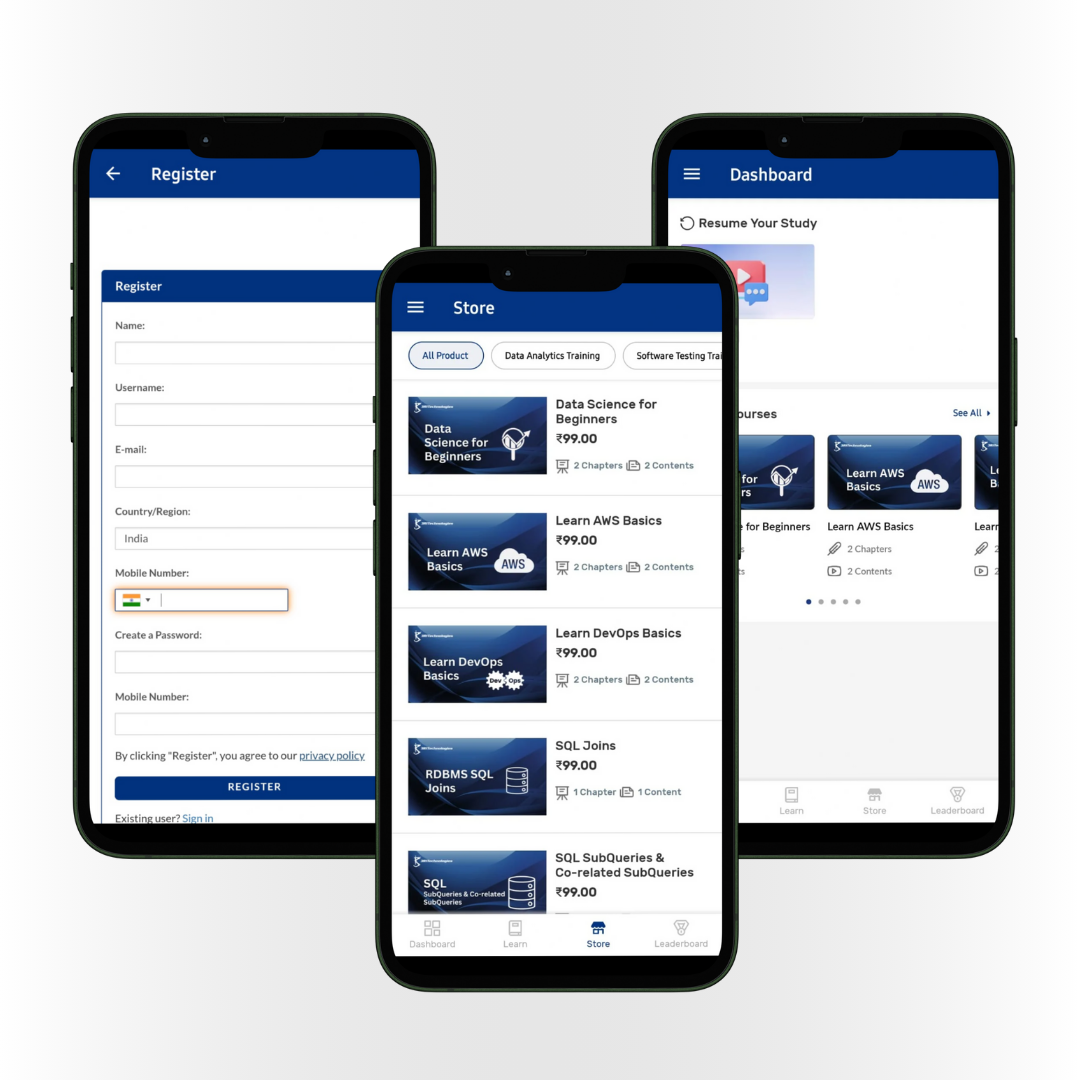 Register
Register
Name:
Username:
E-mail:
Country/Region:
India
Mobile Number:
Create a Password:
Mobile Number:
By clicking "Register", you agree to our privacy policy
REGISTER
Existing user? Sign in
Store
All Product
Data Analytics Training
Software Testing Trai
Data
Science for
Beginners
Data Science for
Beginners
₹99.00
2 Chapters 2 Contents
Learn AWS
Basics
AWS
Learn AWS Basics
₹99.00
2 Chapters 2 Contents
Learn DevOps
Basics
Dev Ops
Learn DevOps Basics
₹99.00
2 Chapters 2 Contents
RDBMS SQL
Joins
SQL Joins
₹99.00
1 Chapter 1 Content
SQL
SubQueries & Co-related
SubQueries
SQL SubQueries &
Co-related SubQueries
₹99.00
Dashboard Learn Store Leaderboard
Dashboard
Resume Your Study
ourses
See All
for
rs
Learn AWS
Basics
AWS
Le
B
e for Beginners
Learn AWS Basics
Learr
s
2 Chapters
2
ts
2 Contents
2
Learn Store Leaderboard